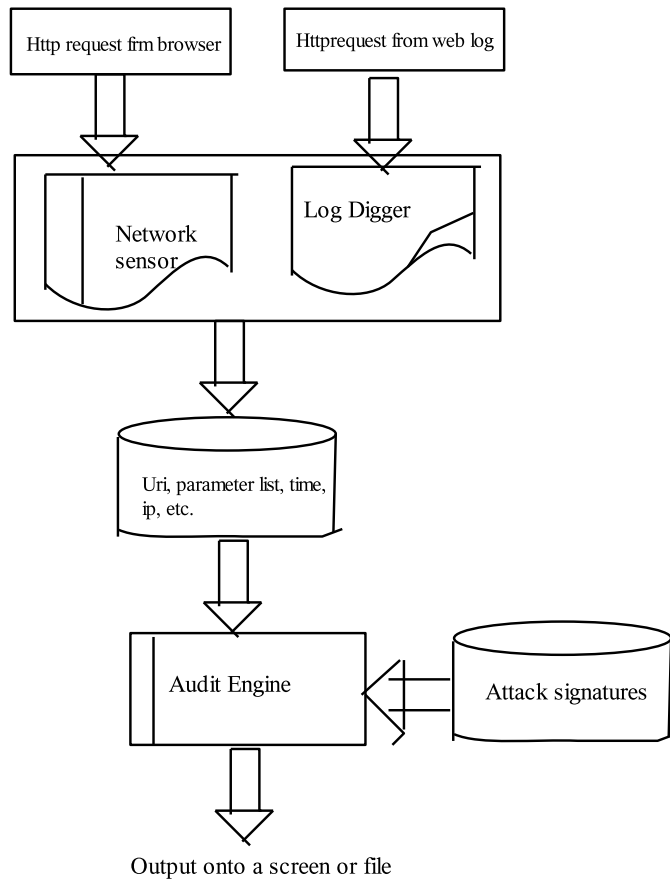 Http request frm browser
Httprequest from web log
Network
sensor
Log Digger
Uri, parameter list, time,
ip, etc.
Audit Engine
Attack signatures
Output onto a screen or file